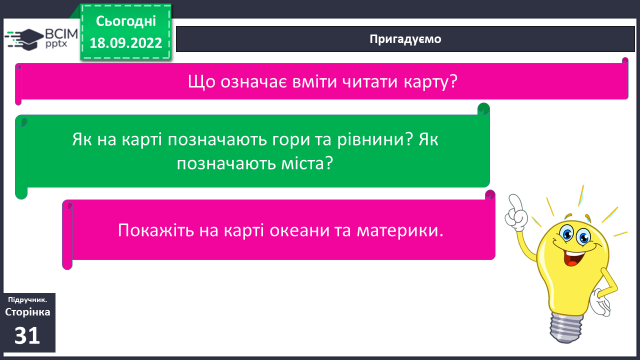 ВСІМ
pptx
Сьогодні
18.09.2022
Пригадуємо
Що означає вміти читати карту?
Як на карті позначають гори та рівнини? Як
позначають міста?
Покажіть на карті океани та материки.
Підручник.
Сторінка
31